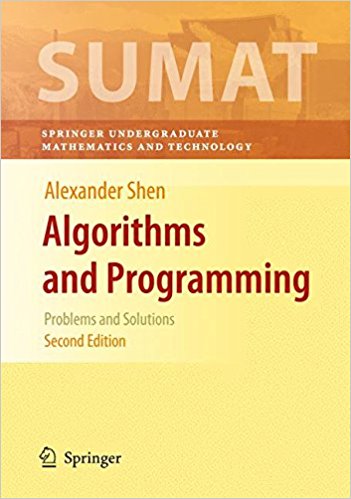 SUMAT
SPRINGER UNDERGRADUATE
MATHEMATICS AND TECHNOLOGY
Alexander Shen
Algorithms
and Programming
Problems and Solutions
Second Edition
Springer